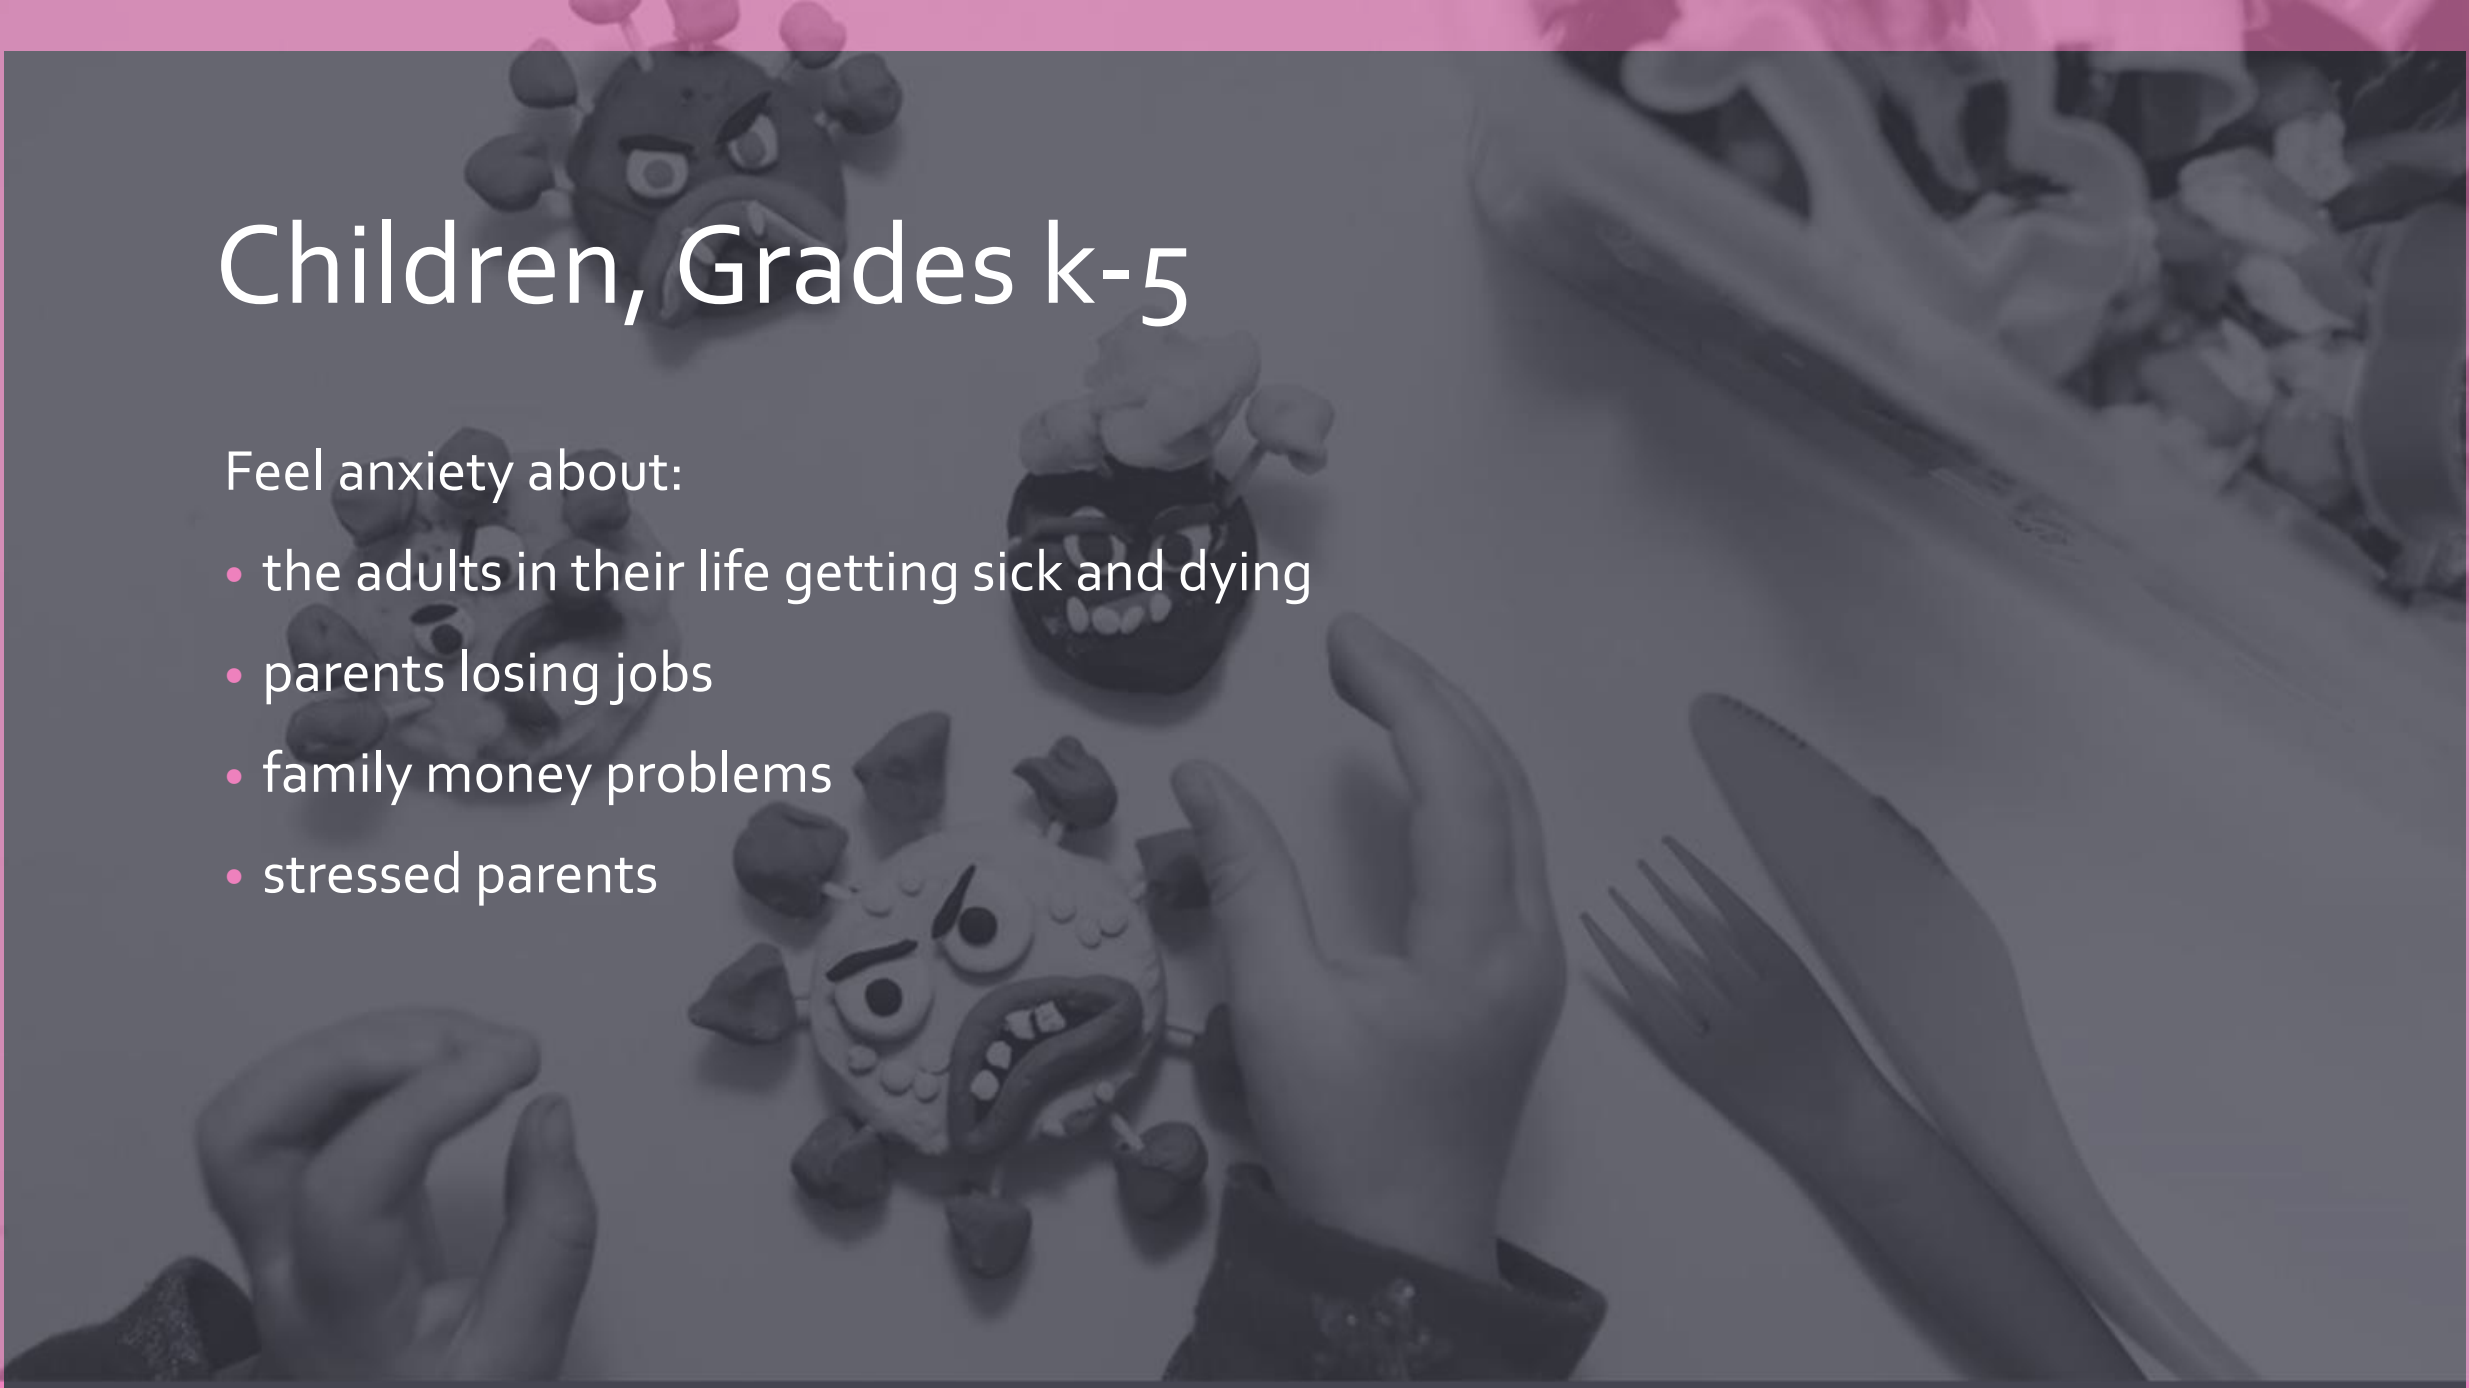 Children, Grades k-5
Feel anxiety about:
• the adults in their life getting sick and dying
• parents losing jobs
• family money problems
• stressed parents